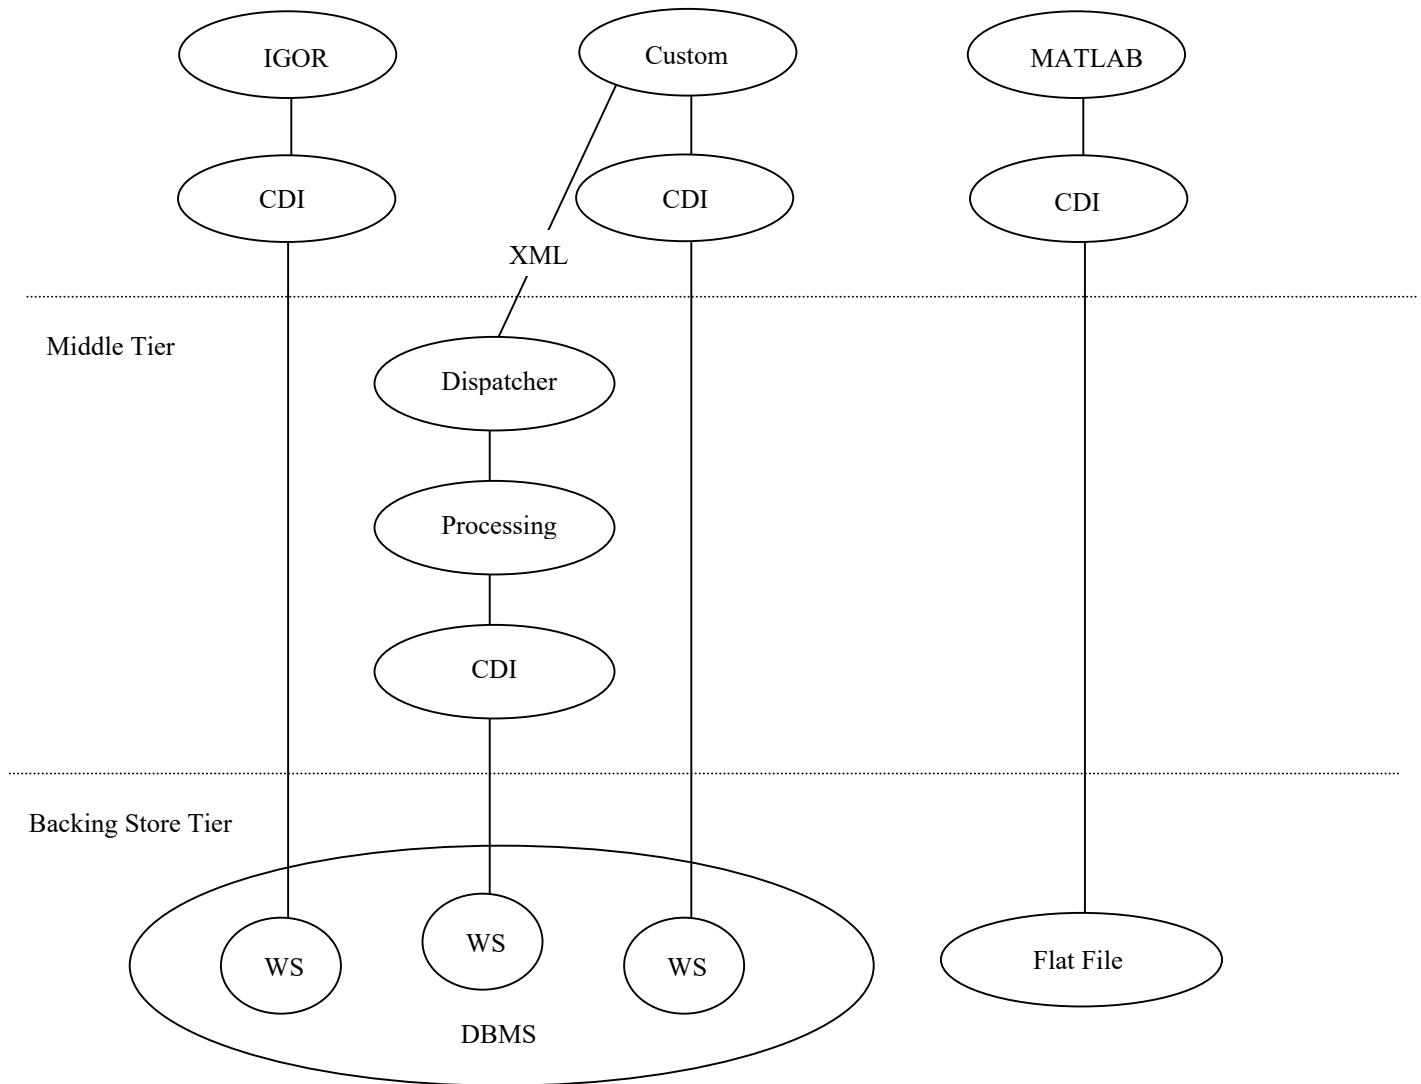 IGOR
Custom
MATLAB
CDI
CDI
CDI
XML
Middle Tier
Dispatcher
Processing
CDI
Backing Store Tier
WS
WS
WS
Flat File
DBMS